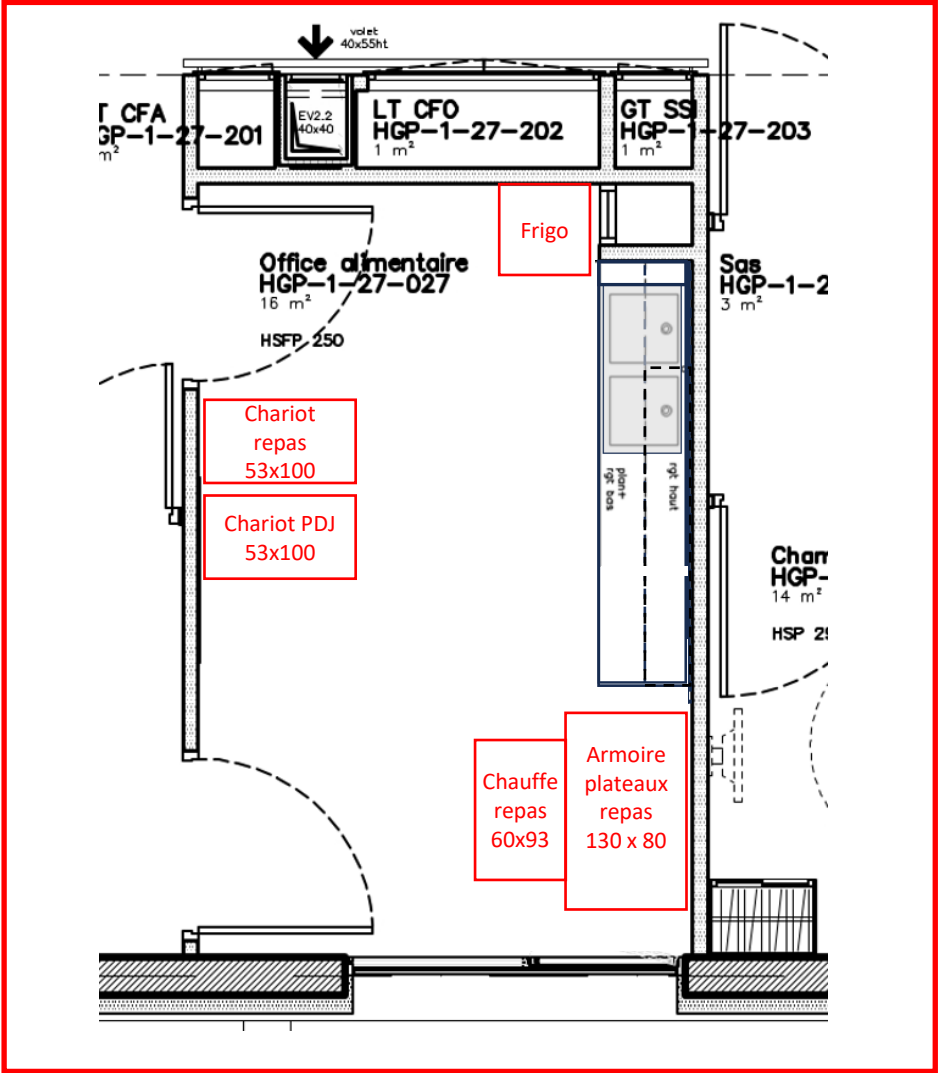 volet
40x55ht
T CFA
GP-1-27-201
m²
EV2.2
40x40
LT CFO
HGP-1-27-202
1 m²
GT SSI
HGP-1-27-203
1 m²
Frigo
Office alimentaire
HGP-1-27-027
16 m²
HSFP 250
Sas
HGP-1-2
3 m²
Chariot
repas
53x100
Chariot PDJ
53x100
plan+
rgt bas
rgt haut
Cham
HGP-
14 m²
HSP 25
Chauffe
repas
60x93
Armoire
plateaux
repas
130 x 80